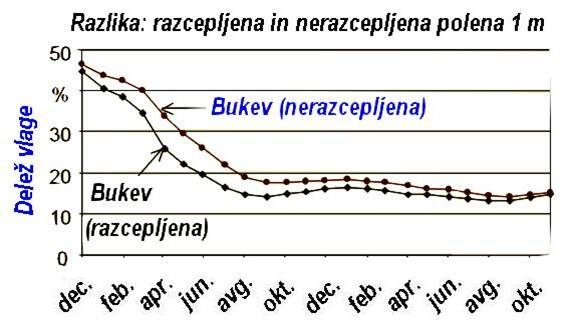 Razlika: razcepljena in nerazcepljena polena 1 m
50
%
30
20
10
0
Delež vlage
Bukev (nerazcepljena)
Bukev
(razcepljena)
dec. feb. apr. jun. avg. okt. dec. feb. apr. jun. avg. okt.